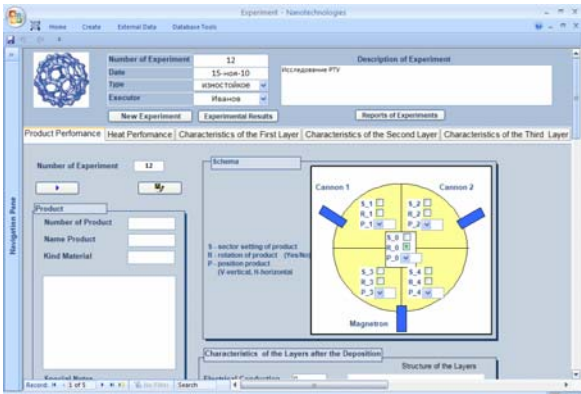 Experiment - Nanotechnologies
Home Create External Data Database Tools
Number of Experiment 12
Date 15-ноя-10
Type изностойкое
Executor Иванов
Description of Experiment
Исследование РТУ
New Experiment Experimental Results Reports of Experiments
Product Perfomance Heat Perfomance Characteristics of the First Layer Characteristics of the Second Layer Characteristics of the Third Layer
Navigation Pane
Number of Experiment 12
Product
Number of Product
Name Product
Kind Material
Special Notes
Schema
S - sector setting of product
R - rotation of product (Yes/No)
P - position product
(V-vertical, H-horizontal
Cannon 1 Cannon 2
S_1 S_2
R_1 R_2
P_1 P_2
S_0
R_0
P_0
S_3 S_4
R_3 R_4
P_3 P_4
Magnetron
Characteristics of the Layers after the Deposition
Structure of the Layers
Electrical Conduction
Record: 1 of 5 No Filter Search